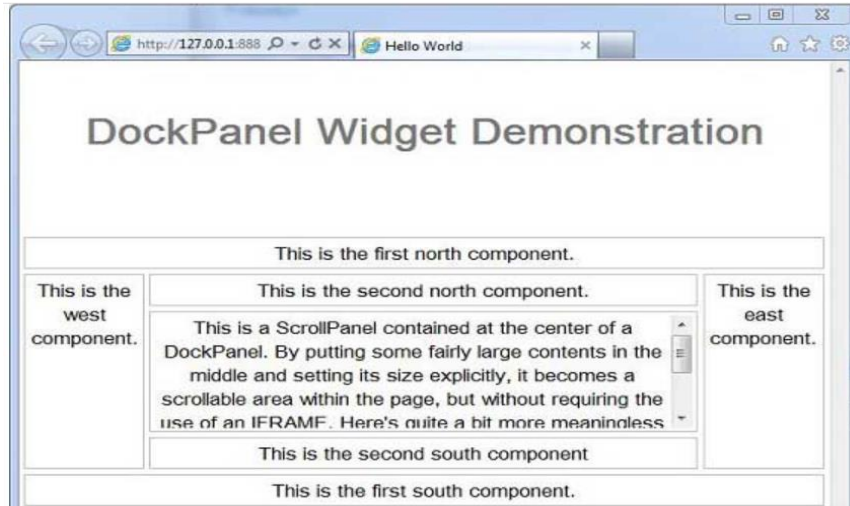 http://127.0.0.1:888
Hello World
DockPanel Widget Demonstration
This is the first north component.
This is the
west
component.
This is the second north component.
This is the
east
component.
This is a ScrollPanel contained at the center of a
DockPanel. By putting some fairly large contents in the
middle and setting its size explicitly, it becomes a
scrollable area within the page, but without requiring the
use of an IFRAME. Here's quite a bit more meaningless
This is the second south component
This is the first south component.